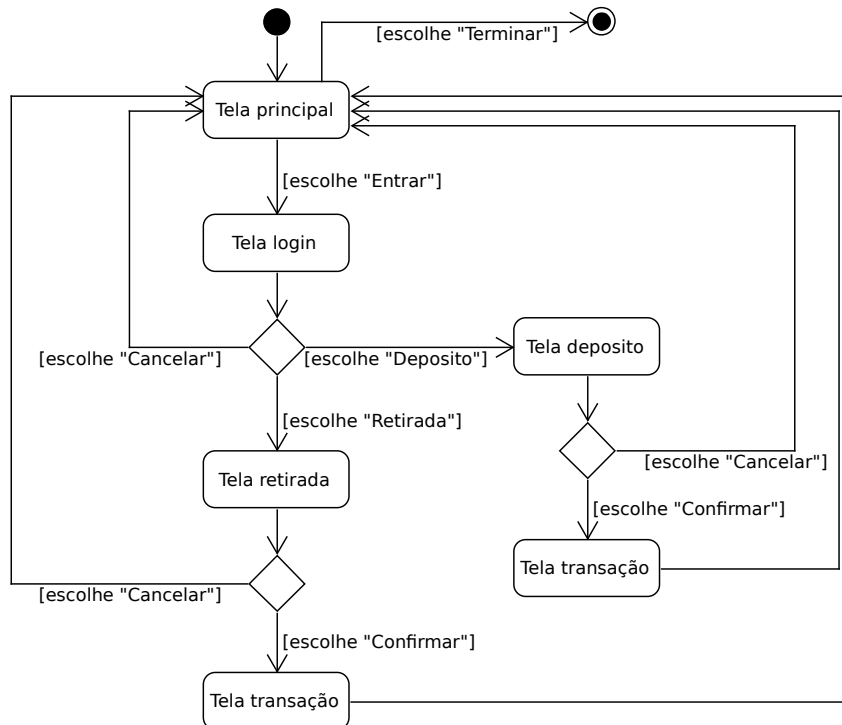 [escolhe "Terminar"]
Tela principal
[escolhe "Entrar"]
Tela login
[escolhe "Cancelar"]
[escolhe "Deposito"]
Tela deposito
[escolhe "Retirada"]
[escolhe "Cancelar"]
Tela retirada
[escolhe "Confirmar"]
Tela transação
[escolhe "Cancelar"]
[escolhe "Confirmar"]
Tela transação